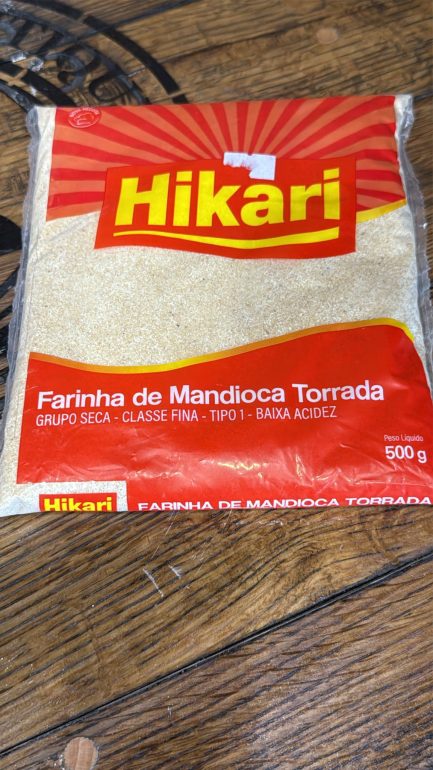 Hikari
Farinha de Mandioca Torrada
GRUPO SECA - CLASSE FINA - TIPO 1 - BAIXA ACIDEZ
Peso Líquido
500 g
Hikari
FARINHA DE MANDIOCA TORRADA